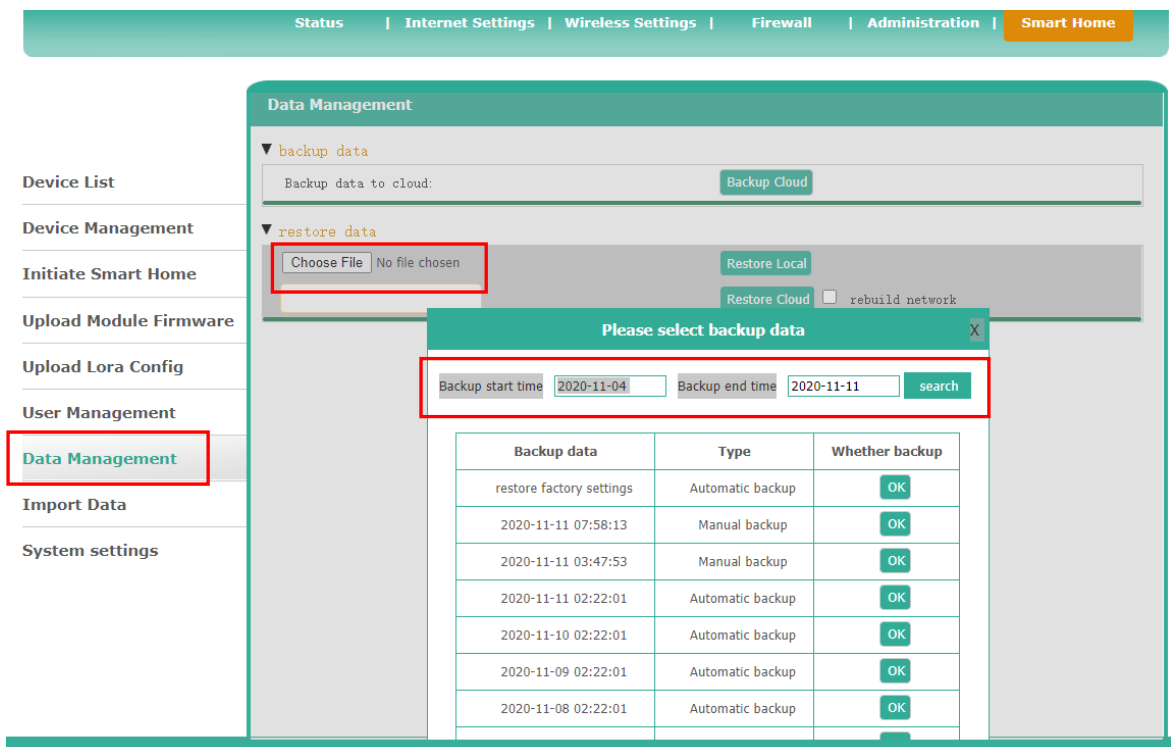 Status | Internet Settings | Wireless Settings | Firewall | Administration | Smart Home
Data Management
▼ backup data
Backup data to cloud: Backup Cloud
▼ restore data
Choose File No file chosen Restore Local
Restore Cloud rebuild network
Device List
Device Management
Initiate Smart Home
Upload Module Firmware
Upload Lora Config
User Management
Data Management
Import Data
System settings
Please select backup data X
Backup start time 2020-11-04 Backup end time 2020-11-11 search
Backup data Type Whether backup
restore factory settings Automatic backup OK
2020-11-11 07:58:13 Manual backup OK
2020-11-11 03:47:53 Manual backup OK
2020-11-11 02:22:01 Automatic backup OK
2020-11-10 02:22:01 Automatic backup OK
2020-11-09 02:22:01 Automatic backup OK
2020-11-08 02:22:01 Automatic backup OK